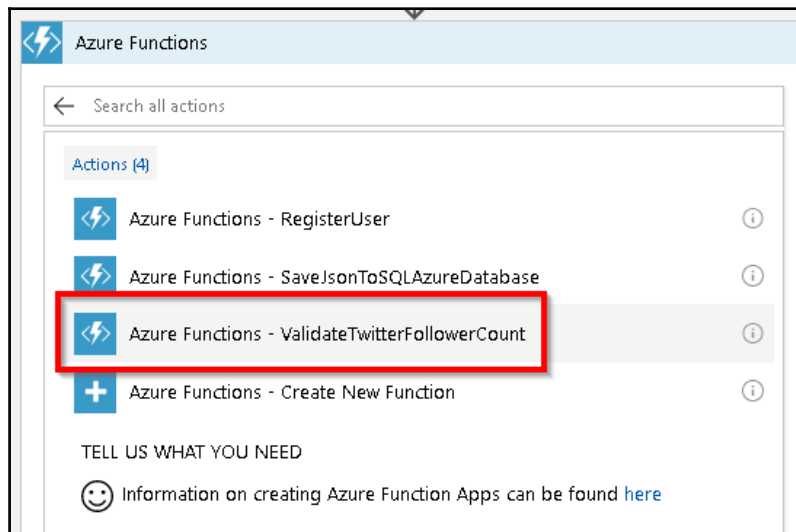 Azure Functions
Search all actions
Actions (4)
Azure Functions - RegisterUser
Azure Functions - SaveJsonToSQLAzureDatabase
Azure Functions - ValidateTwitterFollowerCount
Azure Functions - Create New Function
TELL US WHAT YOU NEED
Information on creating Azure Function Apps can be found here